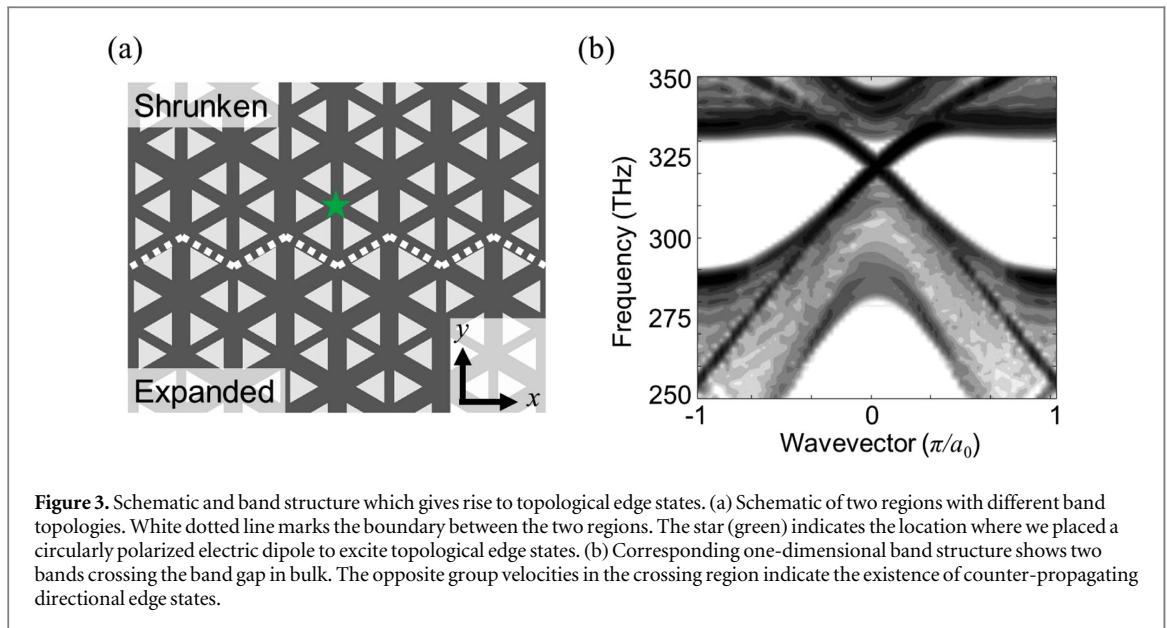 (a)
Shrunken
Expanded
y
x
(b)
350
325
300
275
250
Frequency (THz)
-1
0
1
Wavevector (π/a₀)
Figure 3. Schematic and band structure which gives rise to topological edge states. (a) Schematic of two regions with different band
topologies. White dotted line marks the boundary between the two regions. The star (green) indicates the location where we placed a
circularly polarized electric dipole to excite topological edge states. (b) Corresponding one-dimensional band structure shows two
bands crossing the band gap in bulk. The opposite group velocities in the crossing region indicate the existence of counter-propagating
directional edge states.